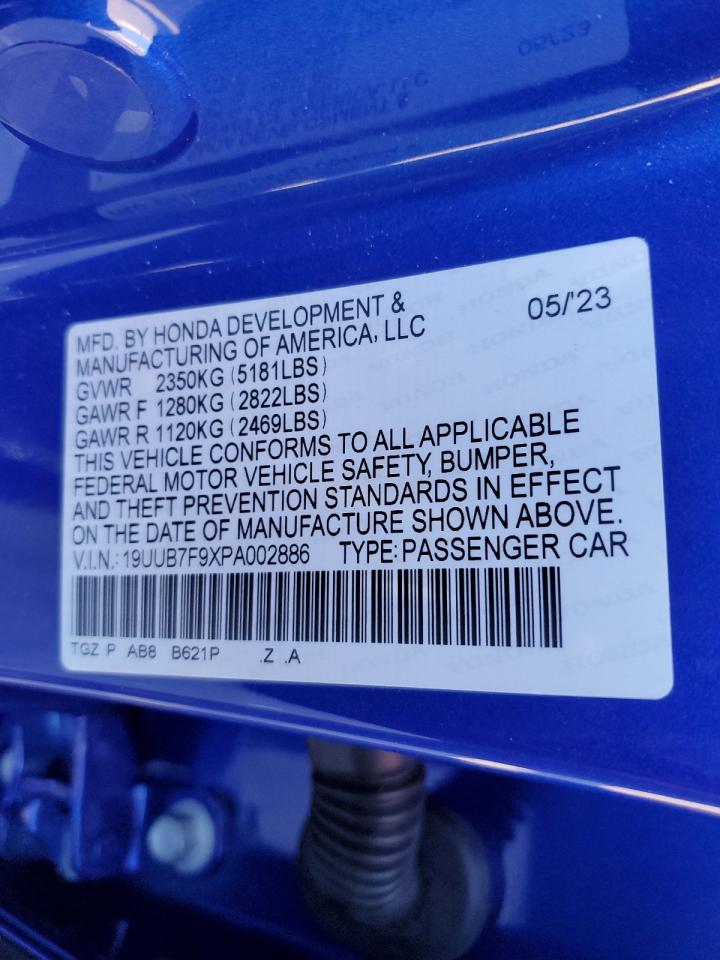 MFD. BY HONDA DEVELOPMENT &
MANUFACTURING OF AMERICA, LLC
05/'23
GVWR 2350KG (5181LBS)
GAWR F 1280KG (2822LBS)
GAWR R 1120KG (2469LBS)
THIS VEHICLE CONFORMS TO ALL APPLICABLE
FEDERAL MOTOR VEHICLE SAFETY, BUMPER,
AND THEFT PREVENTION STANDARDS IN EFFECT
ON THE DATE OF MANUFACTURE SHOWN ABOVE.
V.I.N.: 19UUB7F9XPA002886 TYPE: PASSENGER CAR
TGZ P AB8 B621P .Z .A